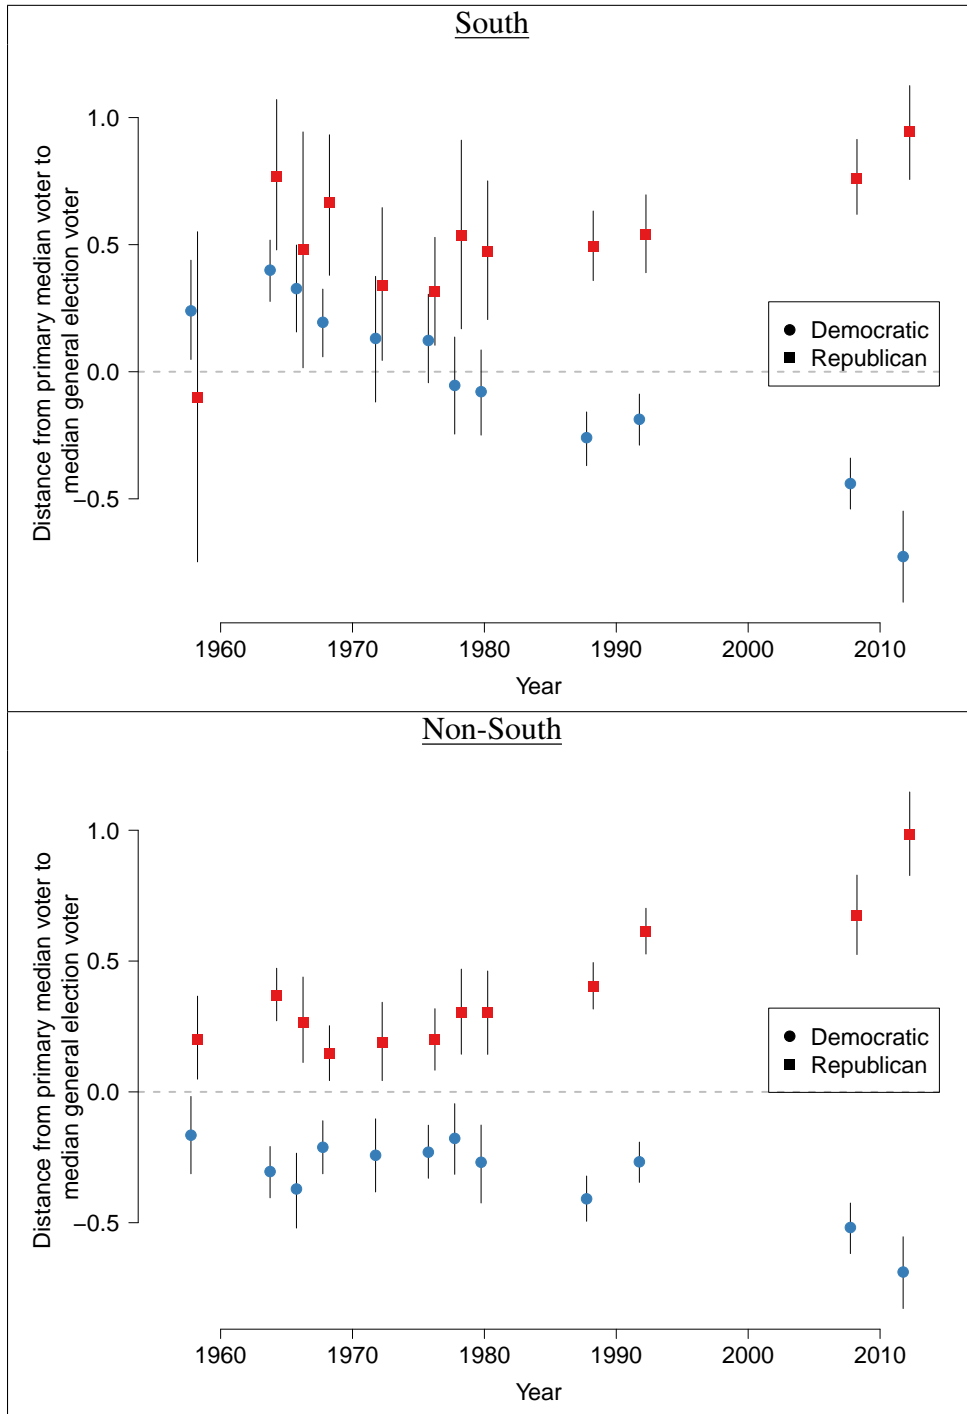 South
Distance from primary median voter to
median general election voter
1.0
0.5
0.0
−0.5
Democratic
Republican
1960 1970 1980 1990 2000 2010
Year
Non-South
Distance from primary median voter to
median general election voter
1.0
0.5
0.0
−0.5
Democratic
Republican
1960 1970 1980 1990 2000 2010
Year